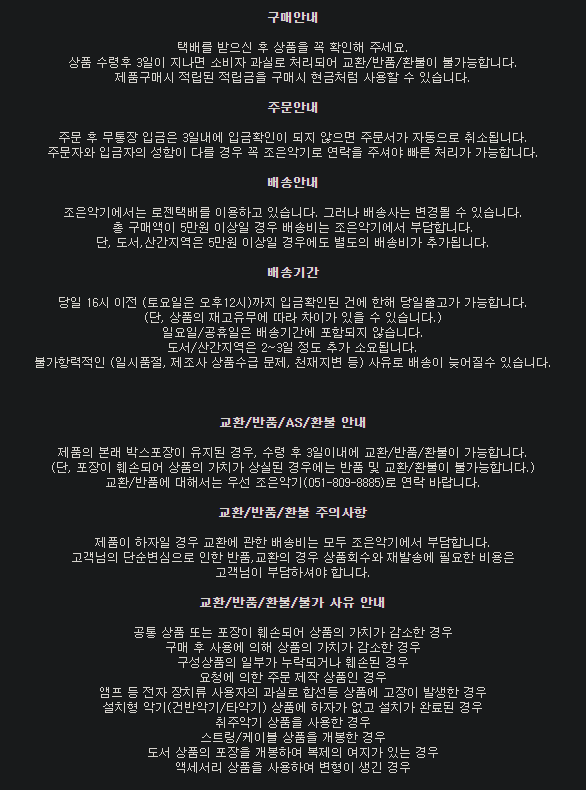 구매안내
택배를 받으신 후 상품을 꼭 확인해 주세요.
상품 수령후 3일이 지나면 소비자 과실로 처리되어 교환/반품/환불이 불가능합니다.
제품구매시 적립된 적립금을 구매시 현금처럼 사용할 수 있습니다.
주문안내
주문 후 무통장 입금은 3일내에 입금확인이 되지 않으면 주문서가 자동으로 취소됩니다.
주문자와 입금자의 성함이 다를 경우 꼭 조은악기로 연락을 주셔야 빠른 처리가 가능합니다.
배송안내
조은악기에서는 로젠택배를 이용하고 있습니다. 그러나 배송사는 변경될 수 있습니다.
총 구매액이 5만원 이상일 경우 배송비는 조은악기에서 부담합니다.
단, 도서,산간지역은 5만원 이상일 경우에도 별도의 배송비가 추가됩니다.
배송기간
당일 16시 이전 (토요일은 오후12시)까지 입금확인된 건에 한해 당일출고가 가능합니다.
(단, 상품의 재고유무에 따라 차이가 있을 수 있습니다.)
일요일/공휴일은 배송기간에 포함되지 않습니다.
도서/산간지역은 2~3일 정도 추가 소요됩니다.
불가항력적인 (일시품절, 제조사 상품수급 문제, 천재지변 등) 사유로 배송이 늦어질수 있습니다.
교환/반품/AS/환불 안내
제품의 본래 박스포장이 유지된 경우, 수령 후 3일이내에 교환/반품/환불이 가능합니다.
(단, 포장이 훼손되어 상품의 가치가 상실된 경우에는 반품 및 교환/환불이 불가능합니다.)
교환/반품에 대해서는 우선 조은악기(051-809-8885)로 연락 바랍니다.
교환/반품/환불 주의사항
제품이 하자일 경우 교환에 관한 배송비는 모두 조은악기에서 부담합니다.
고객님의 단순변심으로 인한 반품,교환의 경우 상품회수와 재발송에 필요한 비용은
고객님이 부담하셔야 합니다.
교환/반품/환불/불가 사유 안내
공통 상품 또는 포장이 훼손되어 상품의 가치가 감소한 경우
구매 후 사용에 의해 상품의 가치가 감소한 경우
구성상품의 일부가 누락되거나 훼손된 경우
요청에 의한 주문 제작 상품인 경우
앰프 등 전자 장치류 사용자의 과실로 합선등 상품에 고장이 발생한 경우
설치형 악기(건반악기/타악기) 상품에 하자가 없고 설치가 완료된 경우
취주악기 상품을 사용한 경우
스트링/케이블 상품을 개봉한 경우
도서 상품의 포장을 개봉하여 복제의 여지가 있는 경우
액세서리 상품을 사용하여 변형이 생긴 경우